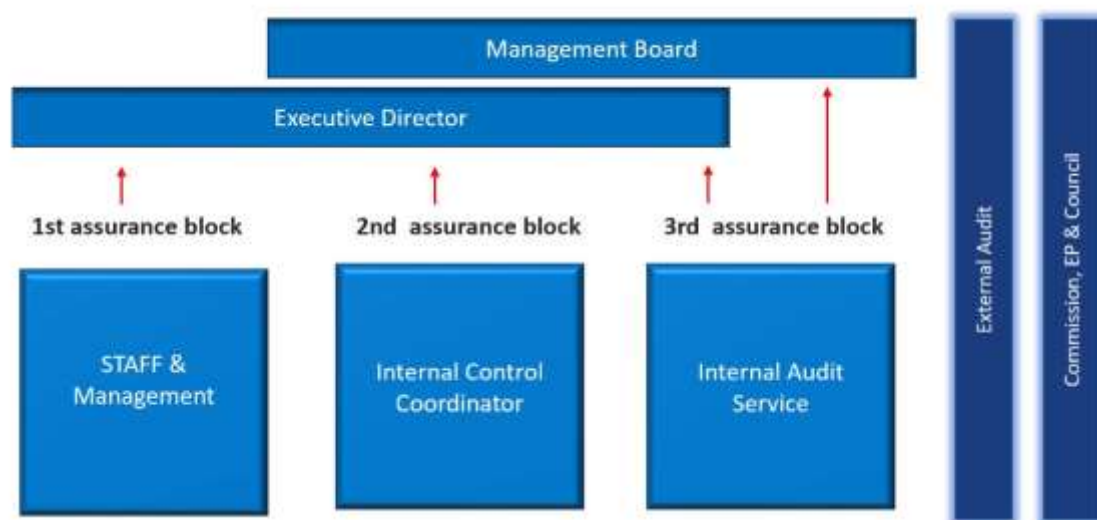 Management Board
Executive Director
1st assurance block
2nd assurance block
3rd assurance block
STAFF &
Management
Internal Control
Coordinator
Internal Audit
Service
External Audit
Commission, EP & Council